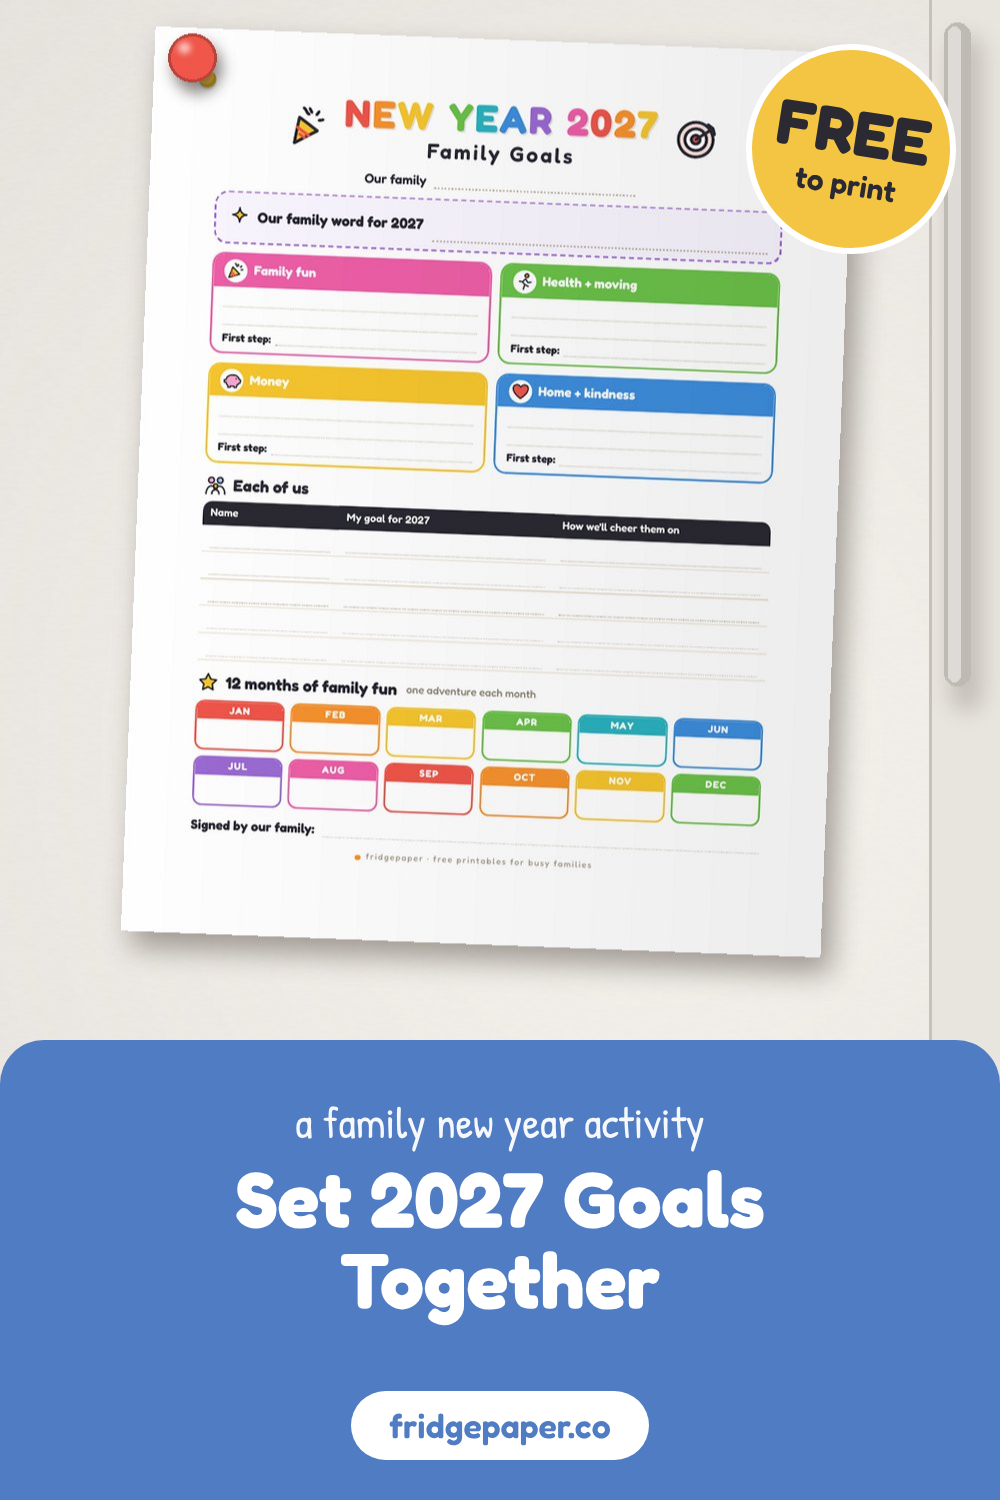 FREE
to print
NEW YEAR 2027
Family Goals
Our family
Our family word for 2027
Family fun
First step:
Health + moving
First step:
Money
First step:
Home + kindness
First step:
Each of us
Name My goal for 2027 How we'll cheer them on
12 months of family fun one adventure each month
JAN FEB MAR APR MAY JUN
JUL AUG SEP OCT NOV DEC
Signed by our family:
fridgepaper · free printables for busy families
a family new year activity
Set 2027 Goals
Together
fridgepaper.co